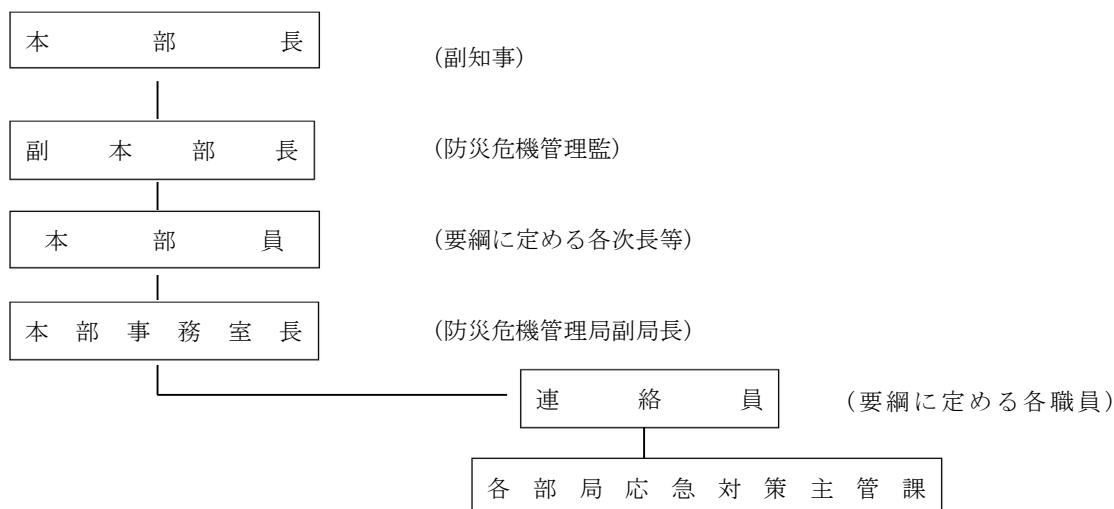 本部長
（副知事）
副本部長
（防災危機管理監）
本部員
（要綱に定める各次長等）
本部事務室長
（防災危機管理局副局長）
連絡員
（要綱に定める各職員）
各部局応急対策主管課